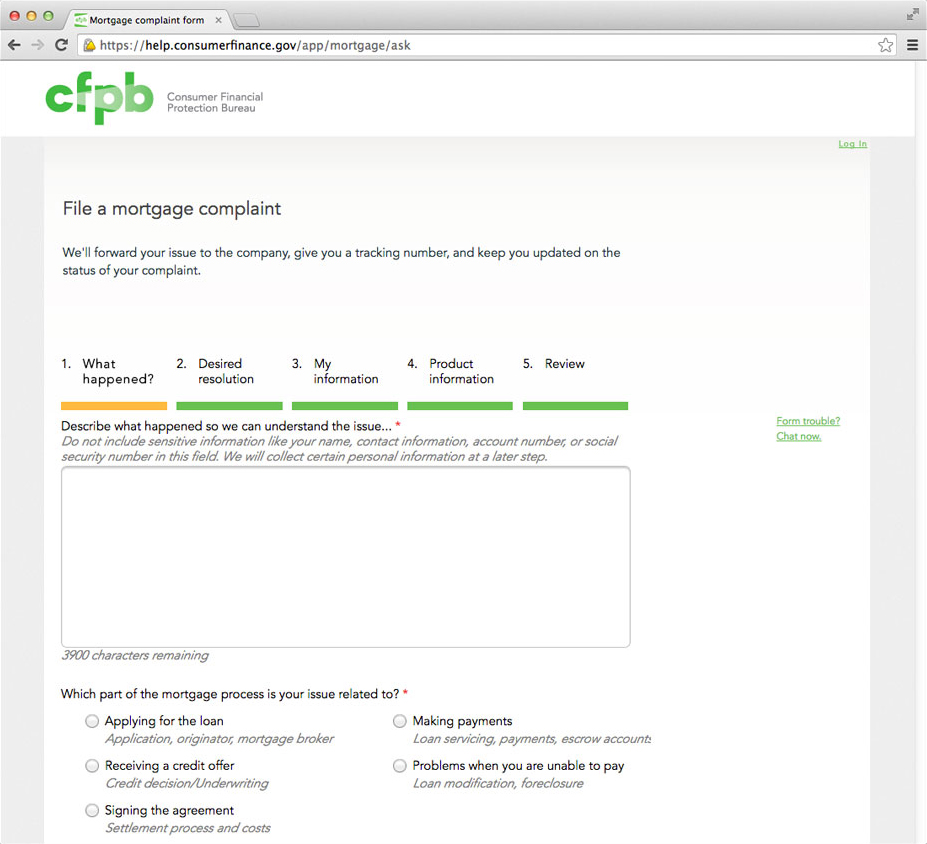 Mortgage complaint form
https://help.consumerfinance.gov/app/mortgage/ask
cfpb
Consumer Financial
Protection Bureau
Log In
File a mortgage complaint
We'll forward your issue to the company, give you a tracking number, and keep you updated on the
status of your complaint.
1. What
happened?
2. Desired
resolution
3. My
information
4. Product
information
5. Review
Describe what happened so we can understand the issue... *
Do not include sensitive information like your name, contact information, account number, or social
security number in this field. We will collect certain personal information at a later step.
Form trouble?
Chat now.
3900 characters remaining
Which part of the mortgage process is your issue related to? *
Applying for the loan
Application, originator, mortgage broker
Making payments
Loan servicing, payments, escrow accounts
Receiving a credit offer
Credit decision/Underwriting
Problems when you are unable to pay
Loan modification, foreclosure
Signing the agreement
Settlement process and costs